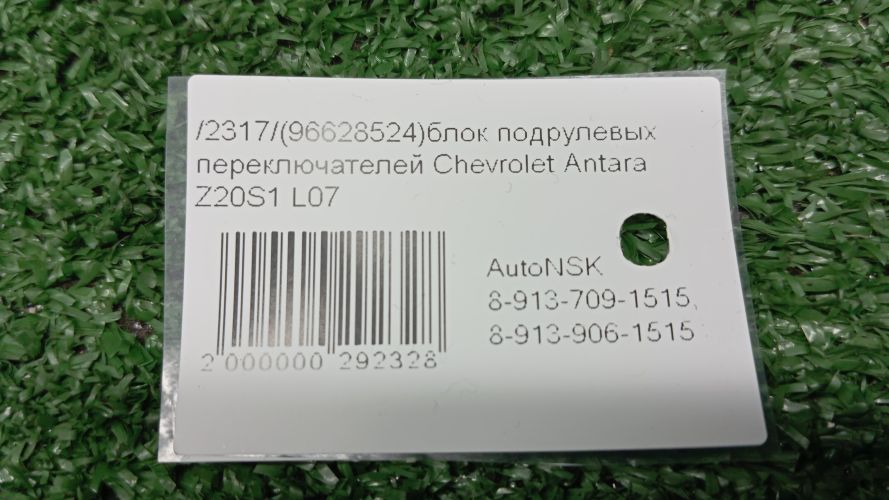 /2317/(96628524)блок подрулевых
переключателей Chevrolet Antara
Z20S1 L07
AutoNSK
8-913-709-1515,
8-913-906-1515
2 000000 292328